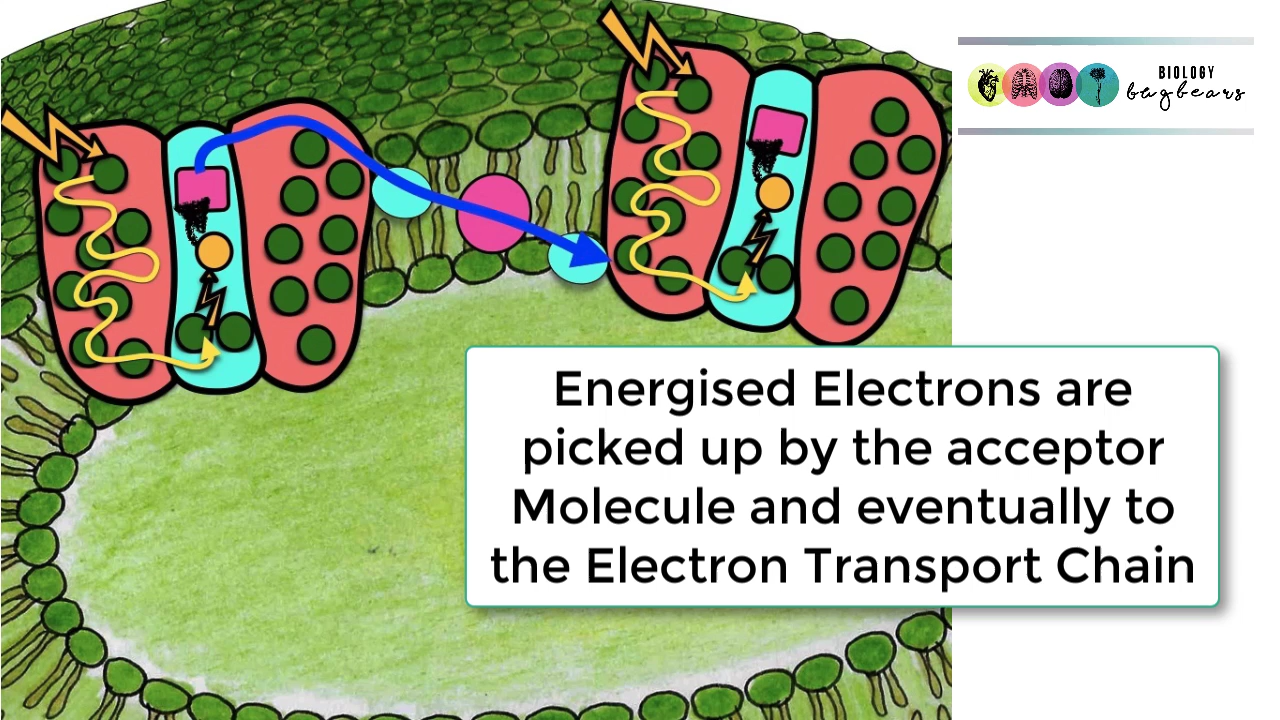 BIOLOGY
bugbears
Energised Electrons are
picked up by the acceptor
Molecule and eventually to
the Electron Transport Chain